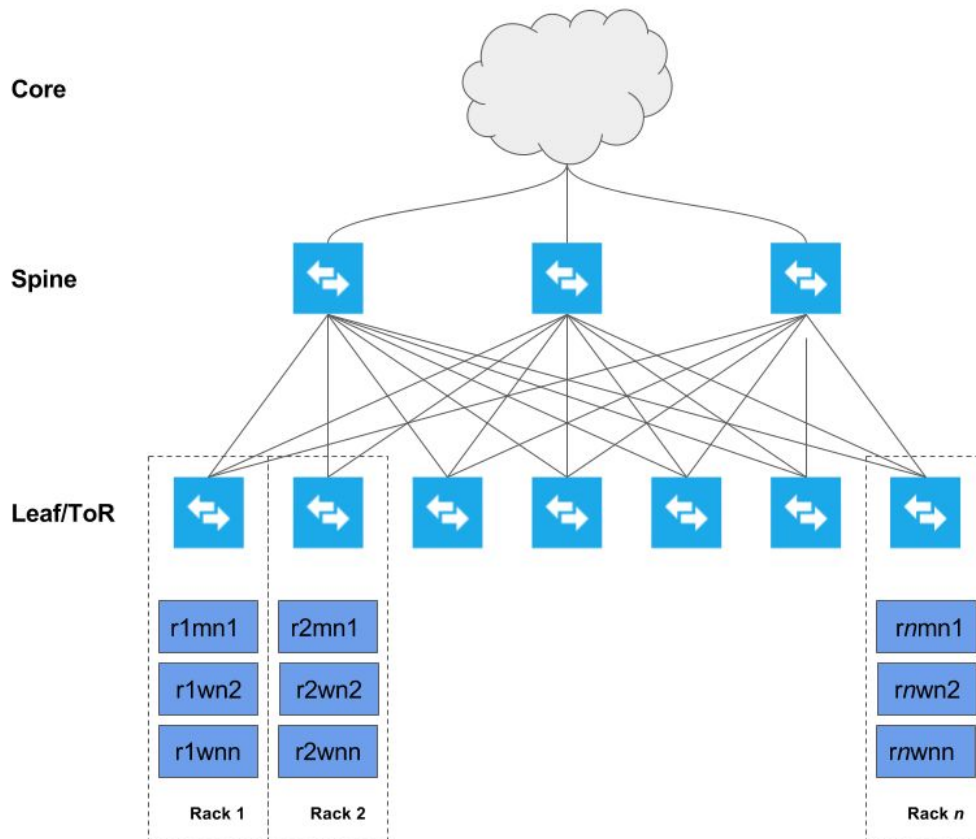 Core
Spine
Leaf/ToR
r1mn1 r2mn1 rnmn1
r1wn2 r2wn2 rnwn2
r1wnn r2wnn rnwnn
Rack 1 Rack 2 Rack n